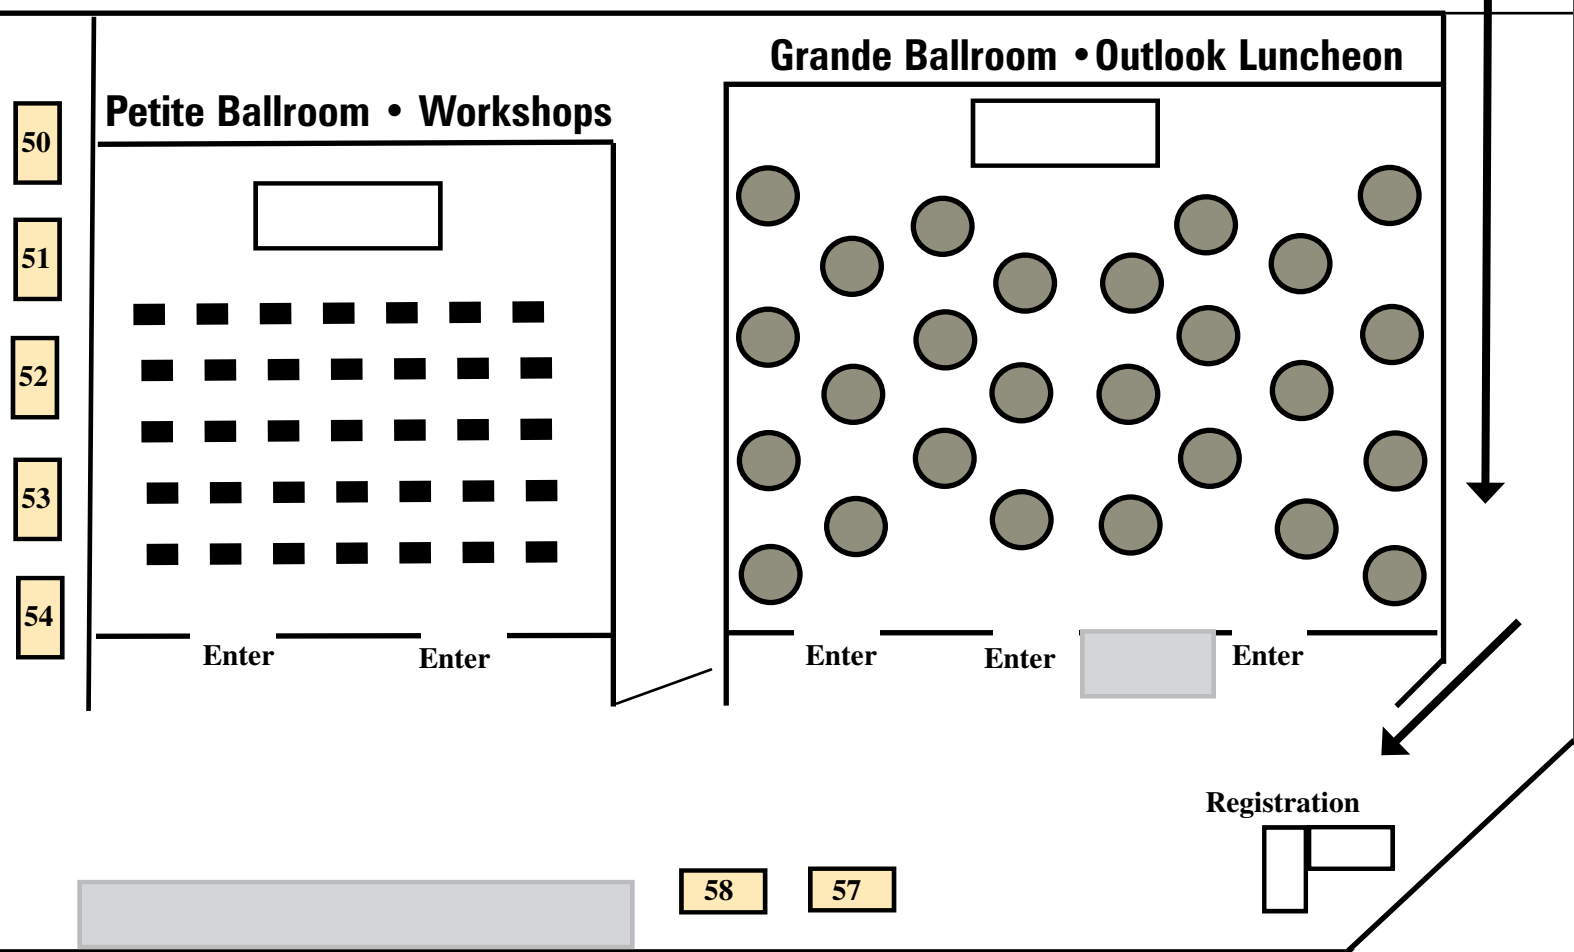 Grande Ballroom • Outlook Luncheon
Petite Ballroom • Workshops
50
51
52
53
54
Enter
Enter
Enter
Enter
Enter
Registration
58
57